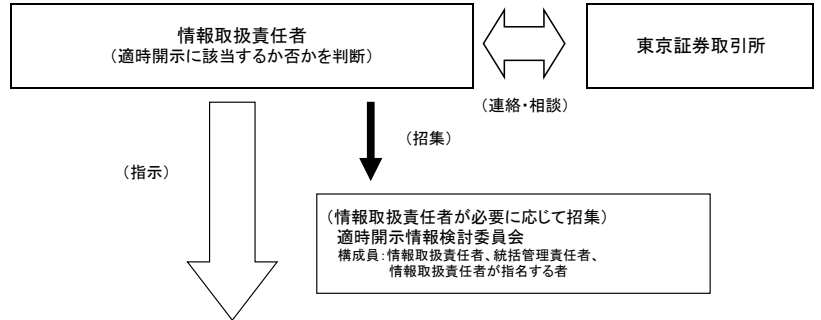 情報取扱責任者
（適時開示に該当するか否かを判断）
東京証券取引所
（連絡・相談）
（招集）
（指示）
（情報取扱責任者が必要に応じて招集）
適時開示情報検討委員会
構成員：情報取扱責任者、統括管理責任者、
情報取扱責任者が指名する者